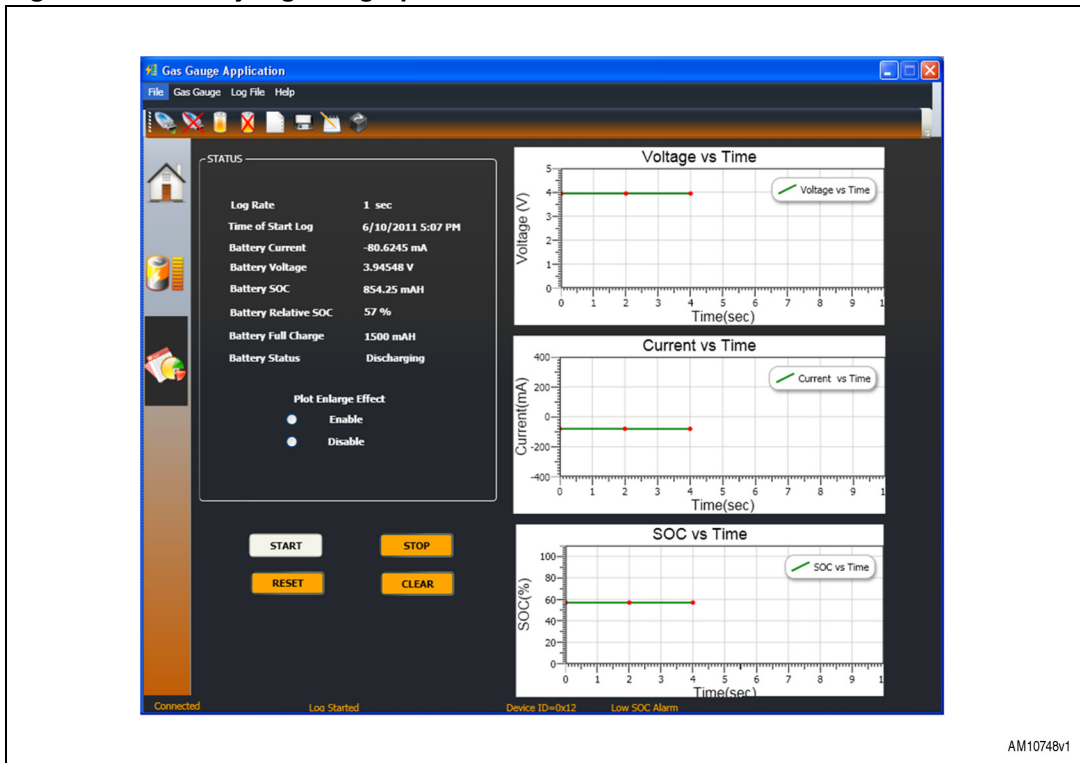 Gas Gauge Application
File Gas Gauge Log File Help
STATUS
Log Rate 1 sec
Time of Start Log 6/10/2011 5:07 PM
Battery Current -80.6245 mA
Battery Voltage 3.94548 V
Battery SOC 854.25 mAH
Battery Relative SOC 57 %
Battery Full Charge 1500 mAH
Battery Status Discharging
Plot Enlarge Effect
Enable
Disable
START STOP
RESET CLEAR
Voltage vs Time
Voltage vs Time
Voltage (V)
5
4
3
2
1
0
0 1 2 3 4 5 6 7 8 9 1
Time(sec)
Current vs Time
Current vs Time
Current(mA)
400
200
0
-200
-400
0 1 2 3 4 5 6 7 8 9 1
Time(sec)
SOC vs Time
SOC vs Time
SOC(%)
100
80
60
40
20
0
0 1 2 3 4 5 6 7 8 9 1
Time(sec)
Connected Log Started Device ID=0x12 Low SOC Alarm
AM10748v1